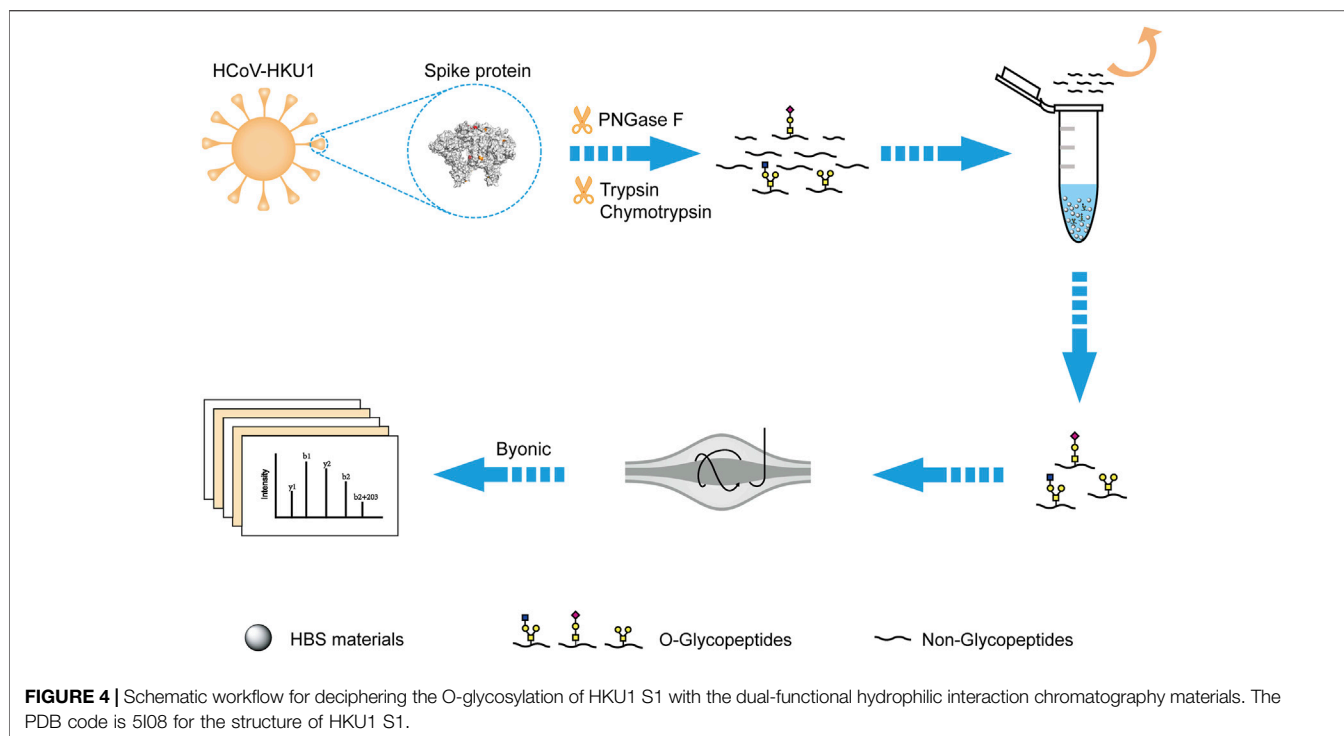 HCoV-HKU1
Spike protein
PNGase F
Trypsin
Chymotrypsin
Byonic
Intensity
y1
b1
y2
b2
b2+203
HBS materials
O-Glycopeptides
Non-Glycopeptides
FIGURE 4 | Schematic workflow for deciphering the O-glycosylation of HKU1 S1 with the dual-functional hydrophilic interaction chromatography materials. The
PDB code is 5I08 for the structure of HKU1 S1.